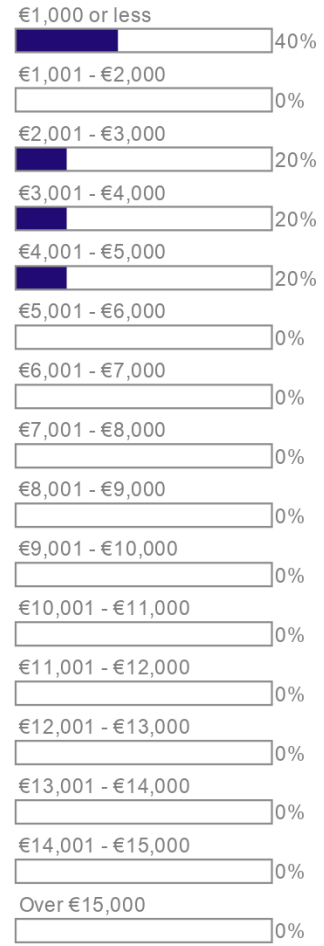 €1,000 or less
40%
€1,001 - €2,000
0%
€2,001 - €3,000
20%
€3,001 - €4,000
20%
€4,001 - €5,000
20%
€5,001 - €6,000
0%
€6,001 - €7,000
0%
€7,001 - €8,000
0%
€8,001 - €9,000
0%
€9,001 - €10,000
0%
€10,001 - €11,000
0%
€11,001 - €12,000
0%
€12,001 - €13,000
0%
€13,001 - €14,000
0%
€14,001 - €15,000
0%
Over €15,000
0%